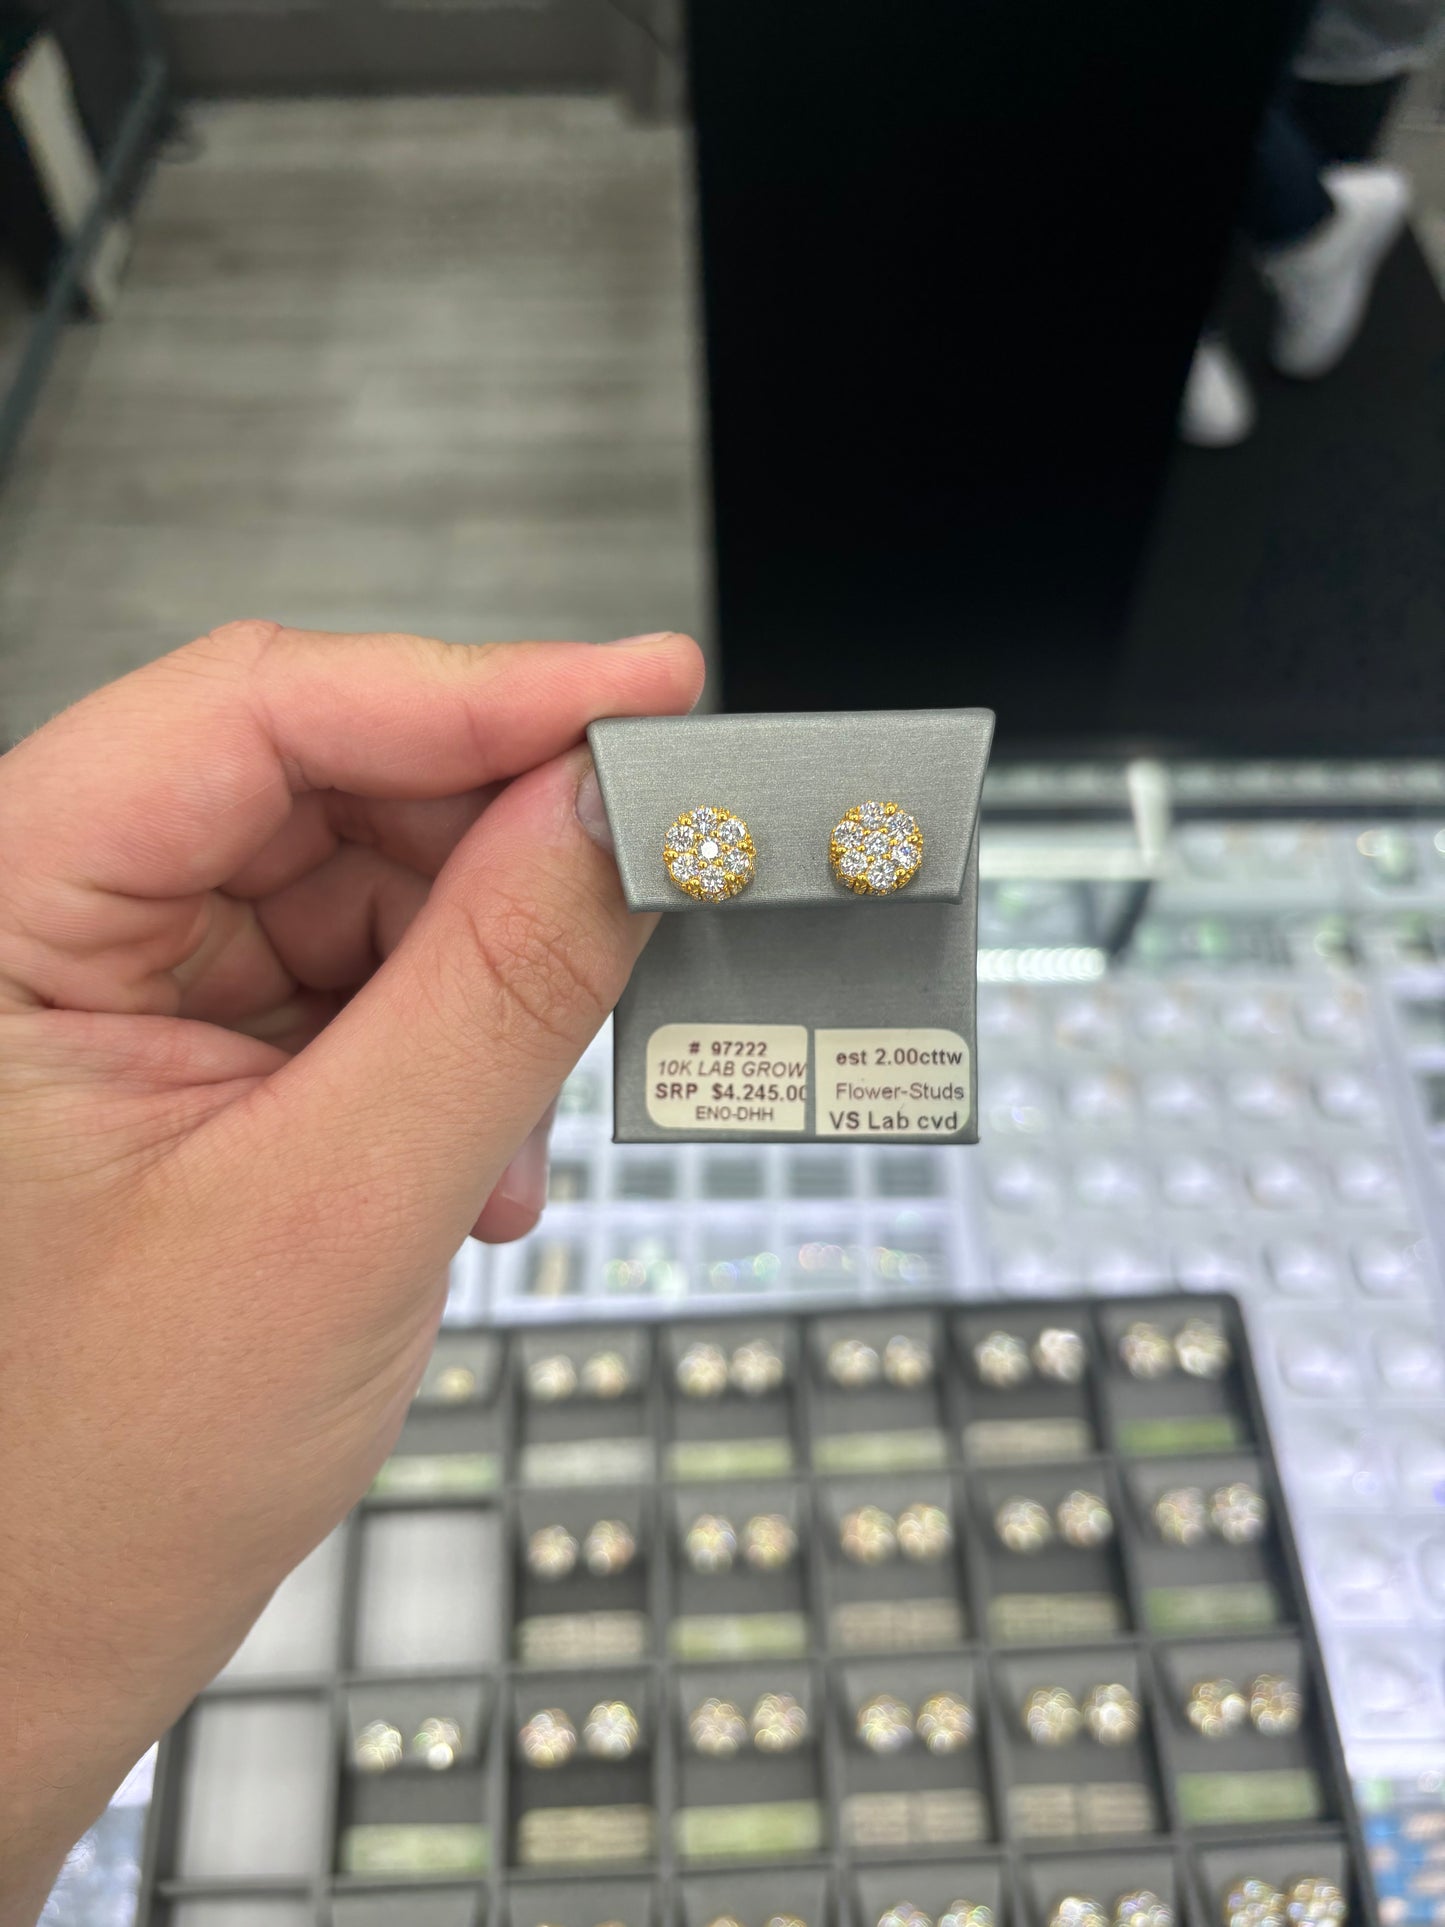 # 97222
10K LAB GROW
SRP $4.245.00
ENO-DHH
est 2.00cttw
Flower-Studs
VS Lab cvd